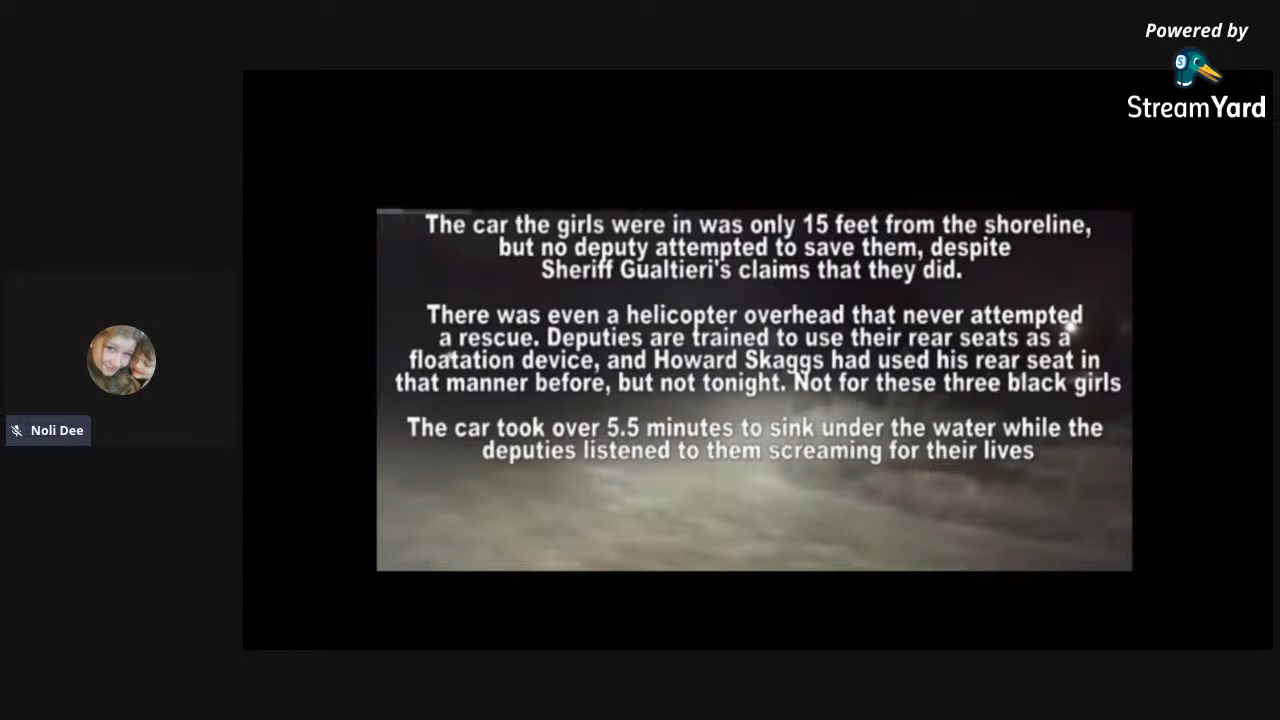 Powered by
StreamYard
The car the girls were in was only 15 feet from the shoreline,
but no deputy attempted to save them, despite
Sheriff Gualtieri's claims that they did.
There was even a helicopter overhead that never attempted
a rescue. Deputies are trained to use their rear seats as a
floatation device, and Howard Skaggs had used his rear seat in
that manner before, but not tonight. Not for these three black girls
The car took over 5.5 minutes to sink under the water while the
deputies listened to them screaming for their lives
Noli Dee